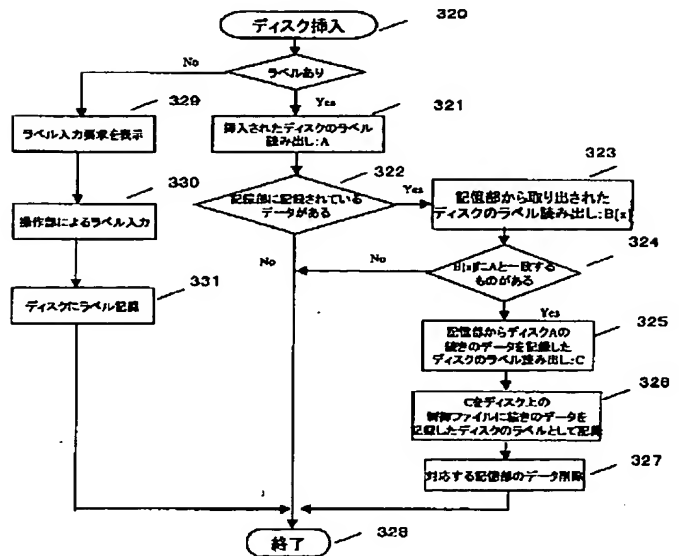 ディスク挿入
320
No
ラベルあり
Yes
329
ラベル入力要求を表示
321
挿入されたディスクのラベル
読み出し:A
322
記憶部に記録されている
データがある
Yes
323
記憶部から取り出された
ディスクのラベル読み出し:B[x]
330
操作部によるラベル入力
No
No
324
B[x]にAと一致する
ものがある
331
ディスクにラベル記録
Yes
325
記憶部からディスクAの
続きのデータを記録した
ディスクのラベル読み出し:C
326
Cをディスク上の
制御ファイルに続きのデータを
記録したディスクのラベルとして記録
327
対応する記憶部のデータ削除
終了
328